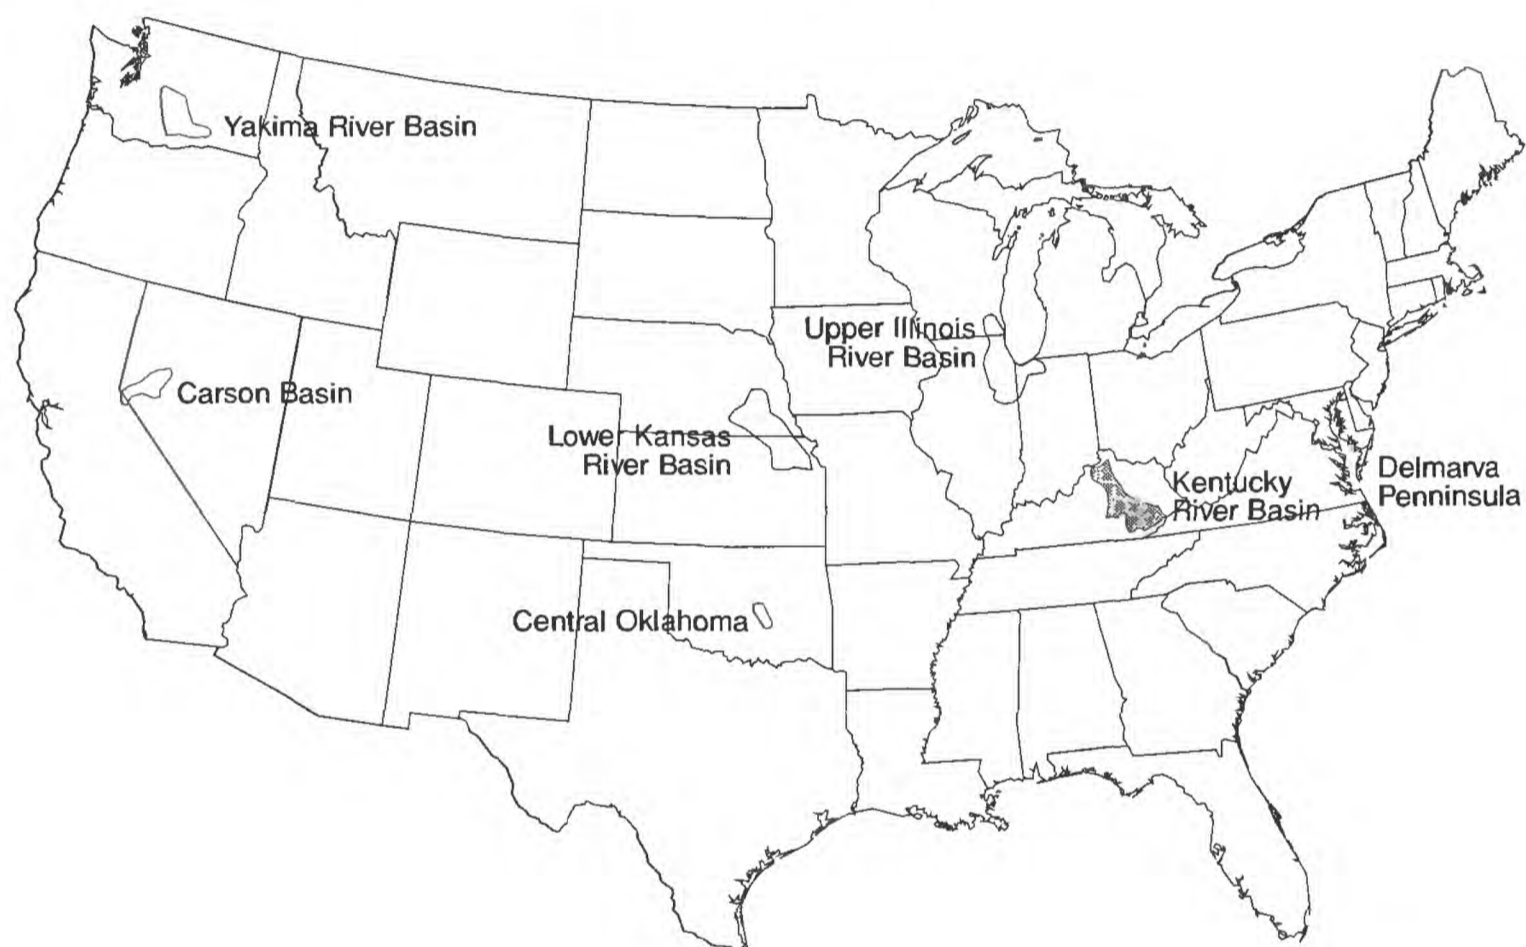 Yakima River Basin
Upper Illinois
River Basin
Carson Basin
Lower Kansas
River Basin
Kentucky
River Basin
Delmarva
Penninsula
Central Oklahoma